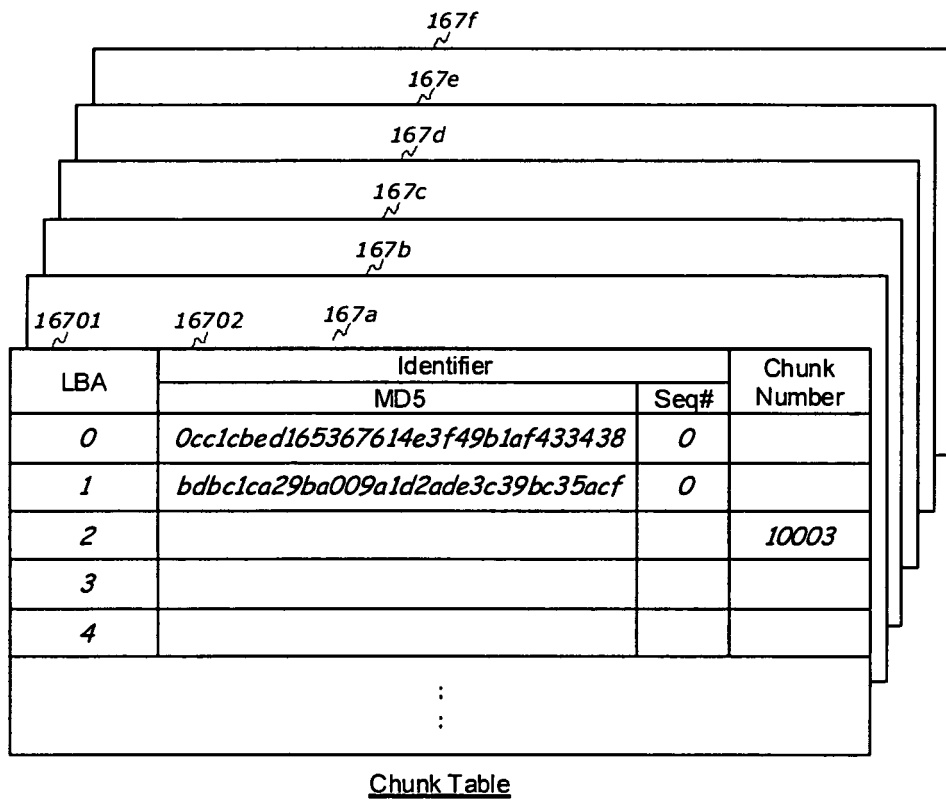 167f
167e
167d
167c
167b
16701 16702 167a
LBA Identifier Chunk Number
MD5 Seq#
0 0cc1cbed165367614e3f49b1af433438 0
1 bdbc1ca29ba009a1d2ade3c39bc35acf 0
2 10003
3
4
:
:
Chunk Table